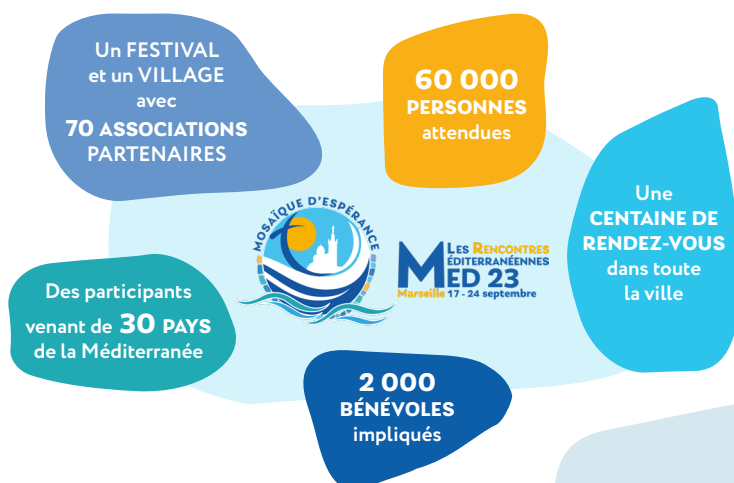 Un FESTIVAL
et un VILLAGE
avec
70 ASSOCIATIONS
PARTENAIRES
60 000
PERSONNES
attendues
Une
CENTAINE DE
RENDEZ-VOUS
dans toute
la ville
MOSAÏQUE D'ESPÉRANCE
LES RENCONTRES
MÉDITERRANÉENNES
MED 23
Marseille 17 - 24 septembre
Des participants
venant de 30 PAYS
de la Méditerranée
2 000
BÉNÉVOLES
impliqués